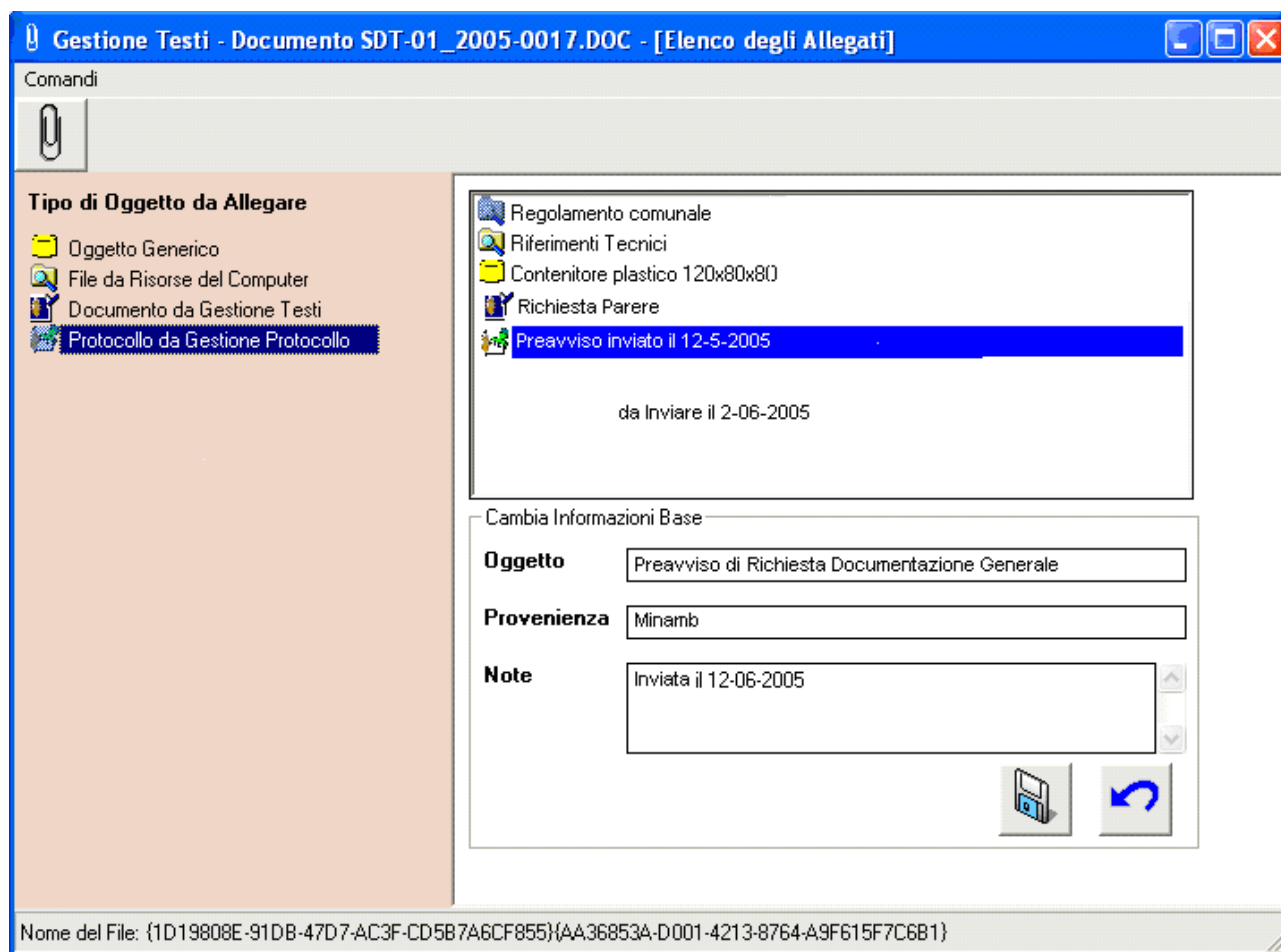 Gestione Testi - Documento SDT-01_2005-0017.DOC - [Elenco degli Allegati]
Comandi
Tipo di Oggetto da Allegare
Oggetto Generico
File da Risorse del Computer
Documento da Gestione Testi
Protocollo da Gestione Protocollo
Regolamento comunale
Riferimenti Tecnici
Contenitore plastico 120x80x80
Richiesta Parere
Preavviso inviato il 12-5-2005
da Inviare il 2-06-2005
Cambia Informazioni Base
Oggetto
Preavviso di Richiesta Documentazione Generale
Provenienza
Minamb
Note
Inviata il 12-06-2005
Nome del File: {1D19808E-91DB-47D7-AC3F-CD5B7A6CF855}{AA36853A-D001-4213-8764-A9F615F7C6B1}